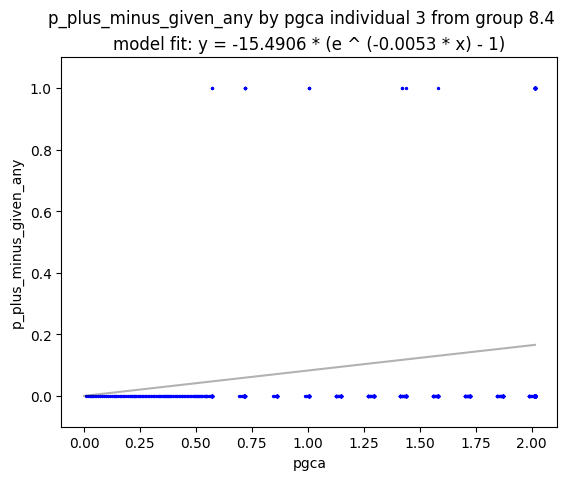 p_plus_minus_given_any by pgca individual 3 from group 8.4
model fit: y = -15.4906 * (e ^ (-0.0053 * x) - 1)
1.0
0.8
0.6
0.4
0.2
0.0
p_plus_minus_given_any
0.00 0.25 0.50 0.75 1.00 1.25 1.50 1.75 2.00
pgca